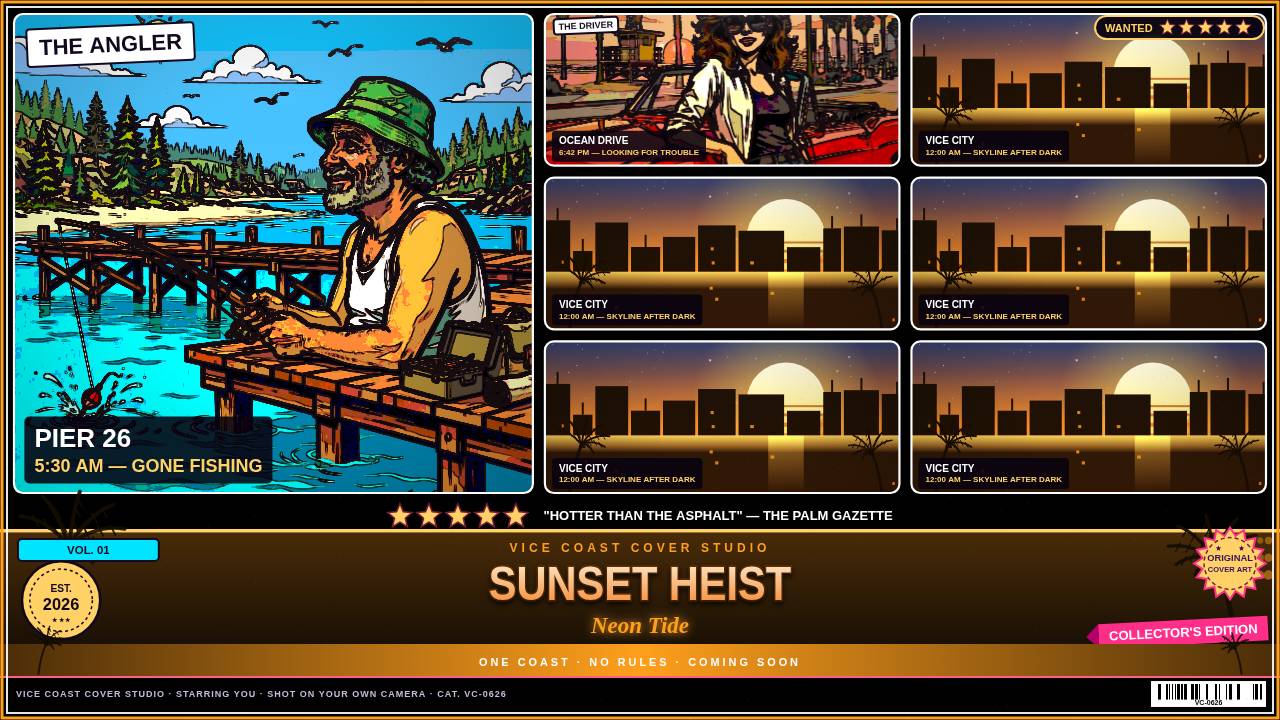 THE ANGLER
PIER 26
5:30 AM — GONE FISHING
THE DRIVER
OCEAN DRIVE
6:42 PM — LOOKING FOR TROUBLE
WANTED
VICE CITY
12:00 AM — SKYLINE AFTER DARK
VICE CITY
12:00 AM — SKYLINE AFTER DARK
VICE CITY
12:00 AM — SKYLINE AFTER DARK
VICE CITY
12:00 AM — SKYLINE AFTER DARK
VICE CITY
12:00 AM — SKYLINE AFTER DARK
"HOTTER THAN THE ASPHALT" — THE PALM GAZETTE
VOL. 01
EST.
2026
VICE COAST COVER STUDIO
SUNSET HEIST
Neon Tide
ORIGINAL
COVER ART
COLLECTOR'S EDITION
ONE COAST · NO RULES · COMING SOON
VICE COAST COVER STUDIO · STARRING YOU · SHOT ON YOUR OWN CAMERA · CAT. VC-0626
VC-0626